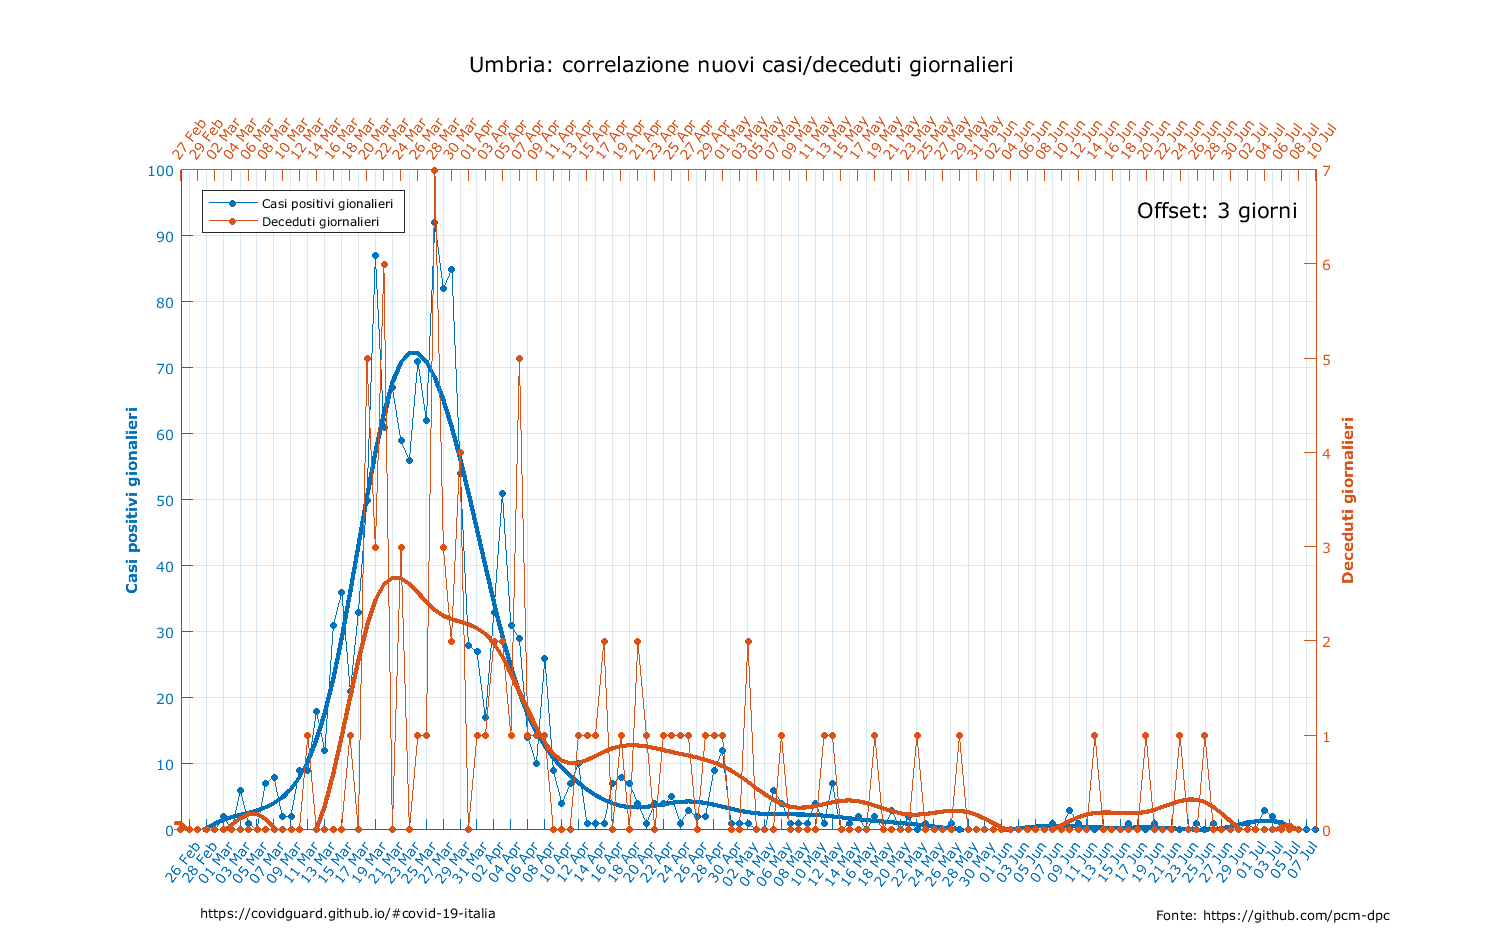 Umbria: correlazione nuovi casi/deceduti giornalieri
27 Feb 29 Feb 02 Mar 04 Mar 06 Mar 08 Mar 10 Mar 12 Mar 14 Mar 16 Mar 18 Mar 20 Mar 22 Mar 24 Mar 26 Mar 28 Mar 30 Mar 01 Apr 03 Apr 05 Apr 07 Apr 09 Apr 11 Apr 13 Apr 15 Apr 17 Apr 19 Apr 21 Apr 23 Apr 25 Apr 27 Apr 29 Apr 01 May 03 May 05 May 07 May 09 May 11 May 13 May 15 May 17 May 19 May 21 May 23 May 25 May 27 May 29 May 31 May 02 Jun 04 Jun 06 Jun 08 Jun 10 Jun 12 Jun 14 Jun 16 Jun 18 Jun 20 Jun 22 Jun 24 Jun 26 Jun 28 Jun 30 Jun 02 Jul 04 Jul 06 Jul 08 Jul 10 Jul
Casi positivi gionalieri
Deceduti giornalieri
Offset: 3 giorni
Casi positivi gionalieri
100
90
80
70
60
50
40
30
20
10
0
7
6
5
4
3
2
1
0
Deceduti giornalieri
26 Feb 28 Feb 01 Mar 03 Mar 05 Mar 07 Mar 09 Mar 11 Mar 13 Mar 15 Mar 17 Mar 19 Mar 21 Mar 23 Mar 25 Mar 27 Mar 29 Mar 31 Mar 02 Apr 04 Apr 06 Apr 08 Apr 10 Apr 12 Apr 14 Apr 16 Apr 18 Apr 20 Apr 22 Apr 24 Apr 26 Apr 28 Apr 30 Apr 02 May 04 May 06 May 08 May 10 May 12 May 14 May 16 May 18 May 20 May 22 May 24 May 26 May 28 May 30 May 01 Jun 03 Jun 05 Jun 07 Jun 09 Jun 11 Jun 13 Jun 15 Jun 17 Jun 19 Jun 21 Jun 23 Jun 25 Jun 27 Jun 29 Jun 01 Jul 03 Jul 05 Jul 07 Jul
https://covidguard.github.io/#covid-19-italia
Fonte: https://github.com/pcm-dpc